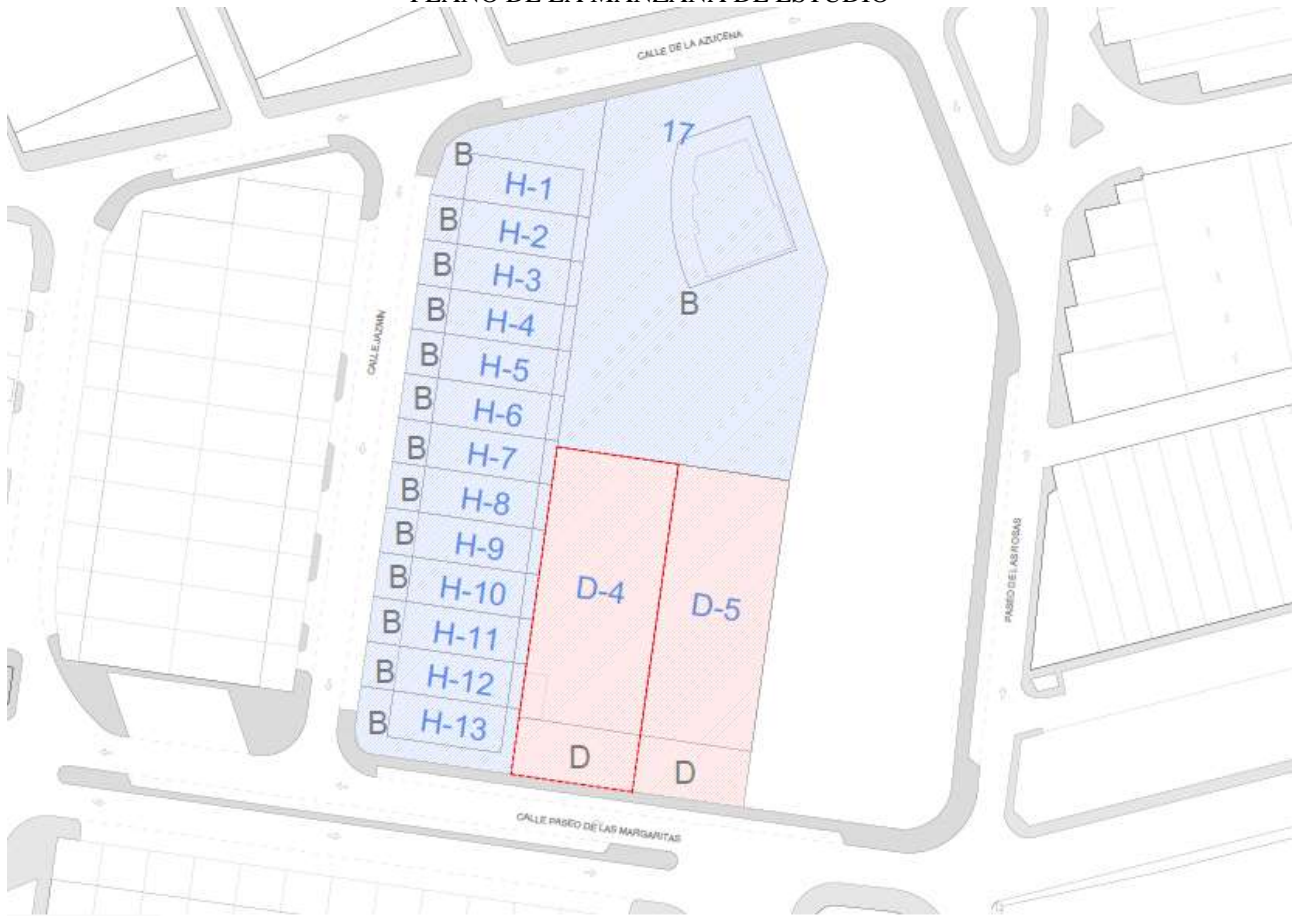 PLANO DE LA MANZANA DE ESTUDIO
CALLE DE LA AZUCENA
17
B
H-1
B
H-2
B
H-3
B
B
H-4
B
H-5
B
H-6
B
H-7
B
H-8
B
H-9
B
H-10
B
H-11
B
H-12
B
H-13
D-4
D-5
D
D
CALLE JAZMIN
PASEO DE LAS ROSAS
CALLE PASEO DE LAS MARGARITAS